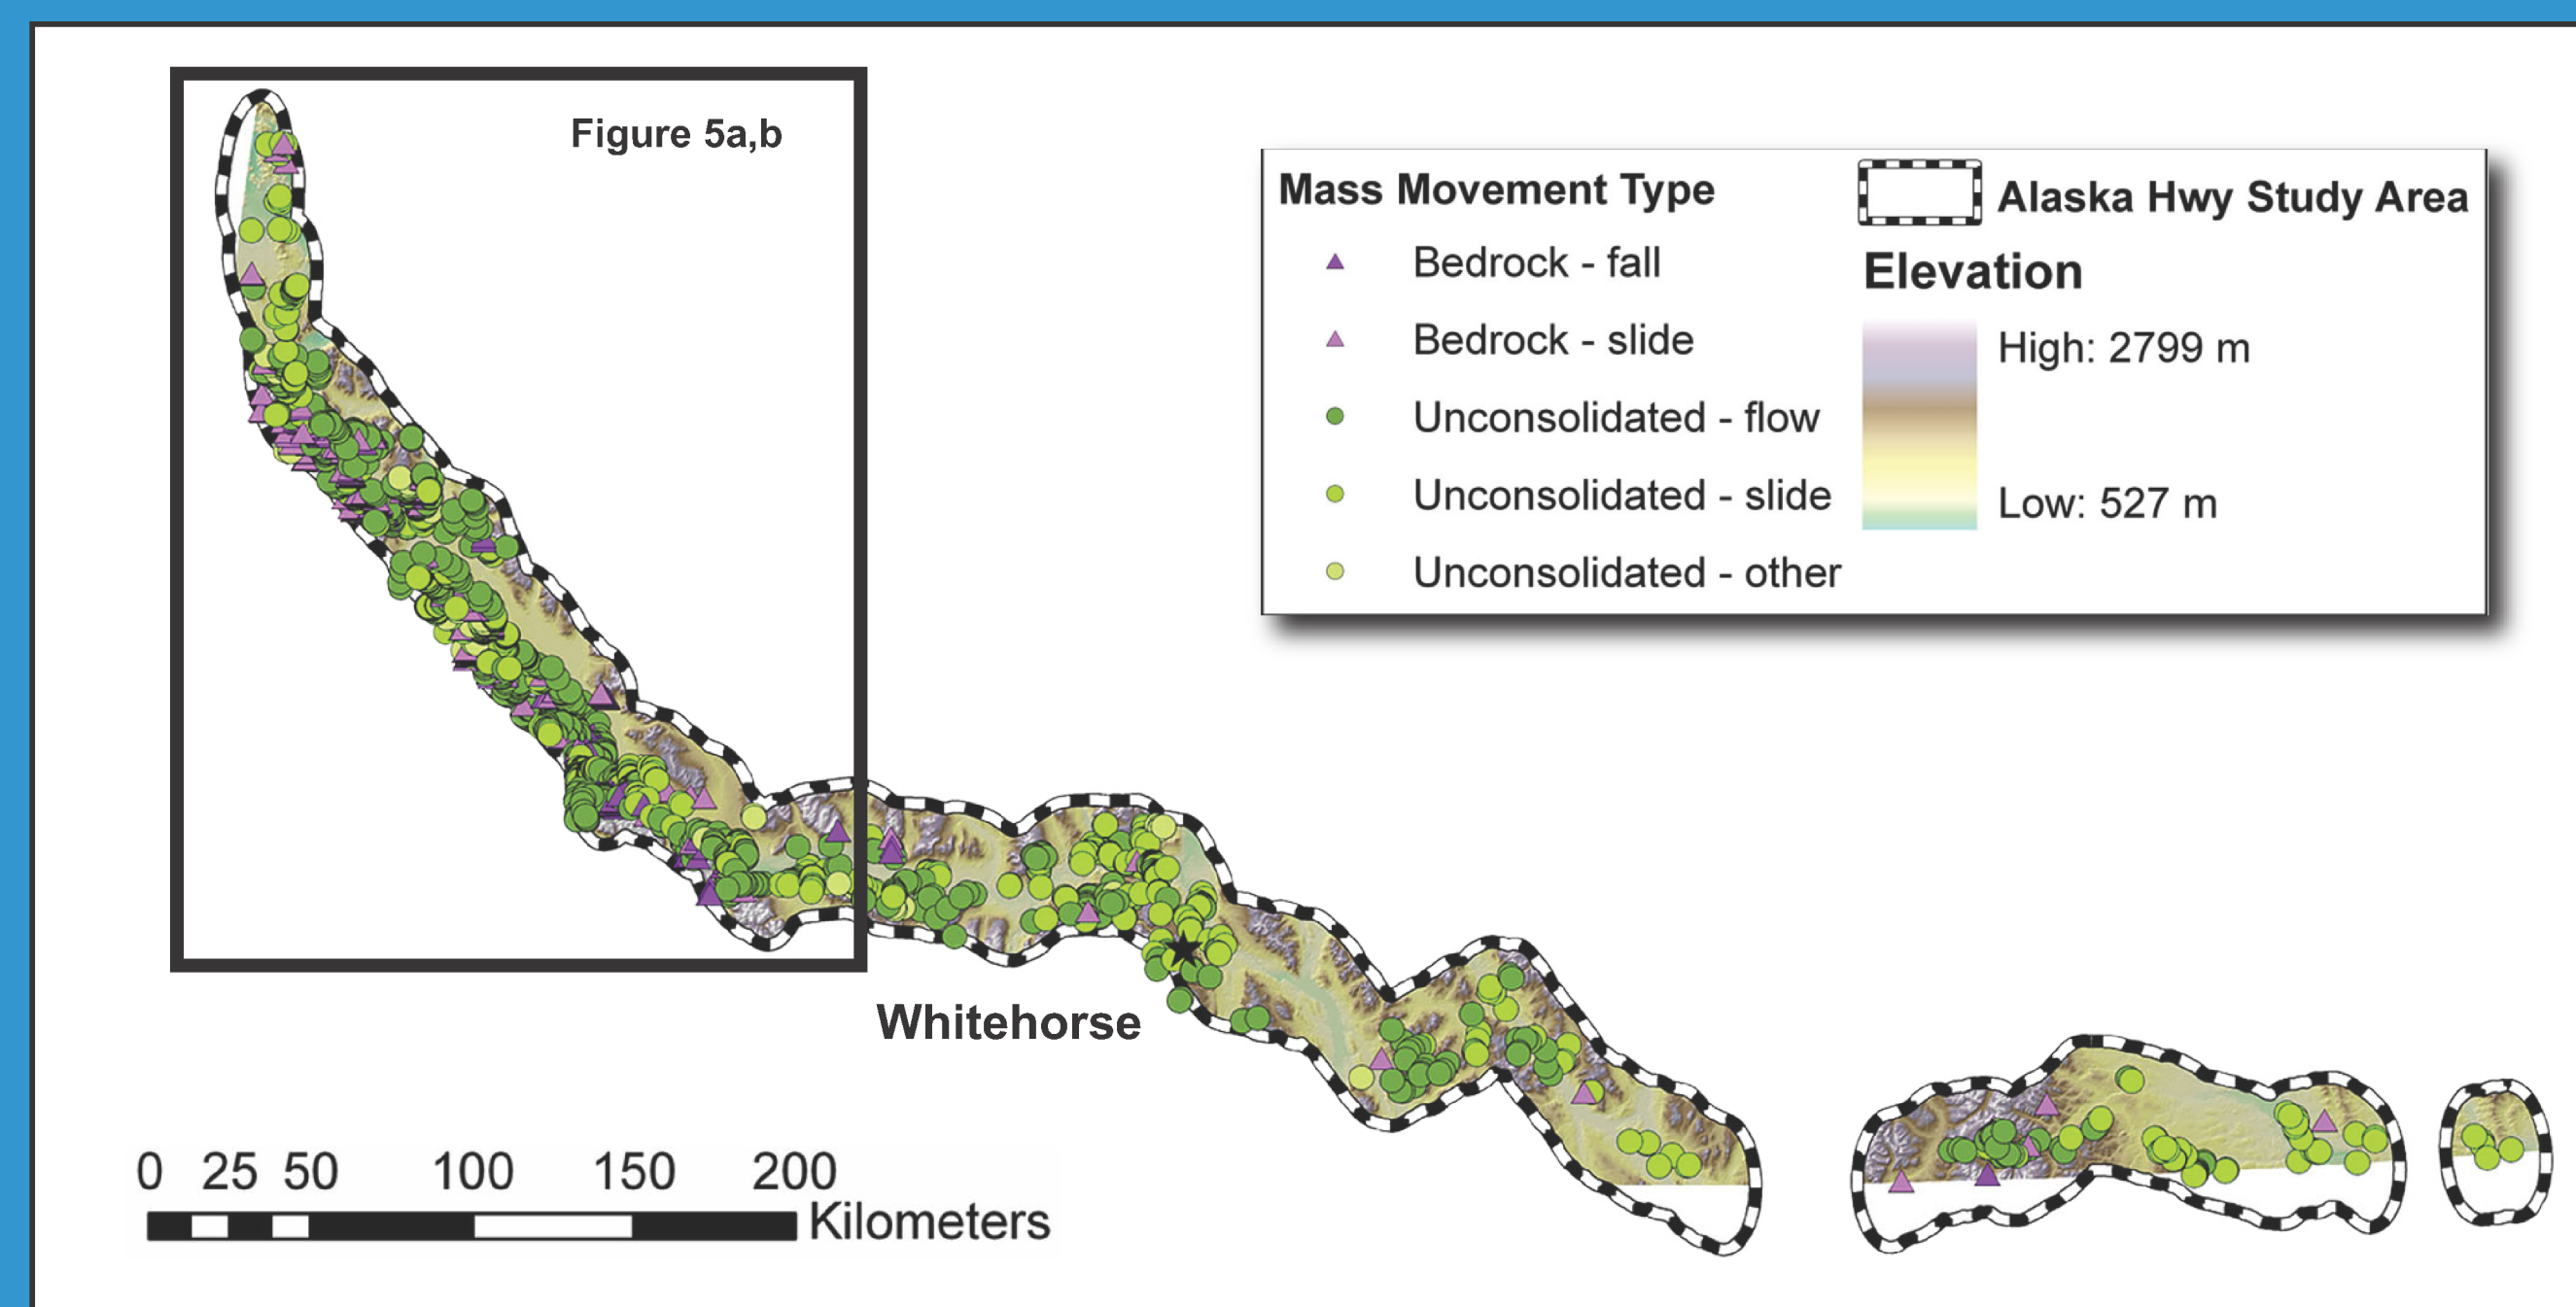 Figure 5a,b
Mass Movement Type
Bedrock - fall
Bedrock - slide
Unconsolidated - flow
Unconsolidated - slide
Unconsolidated - other
Alaska Hwy Study Area
Elevation
High: 2799 m
Low: 527 m
Whitehorse
0 25 50 100 150 200
Kilometers